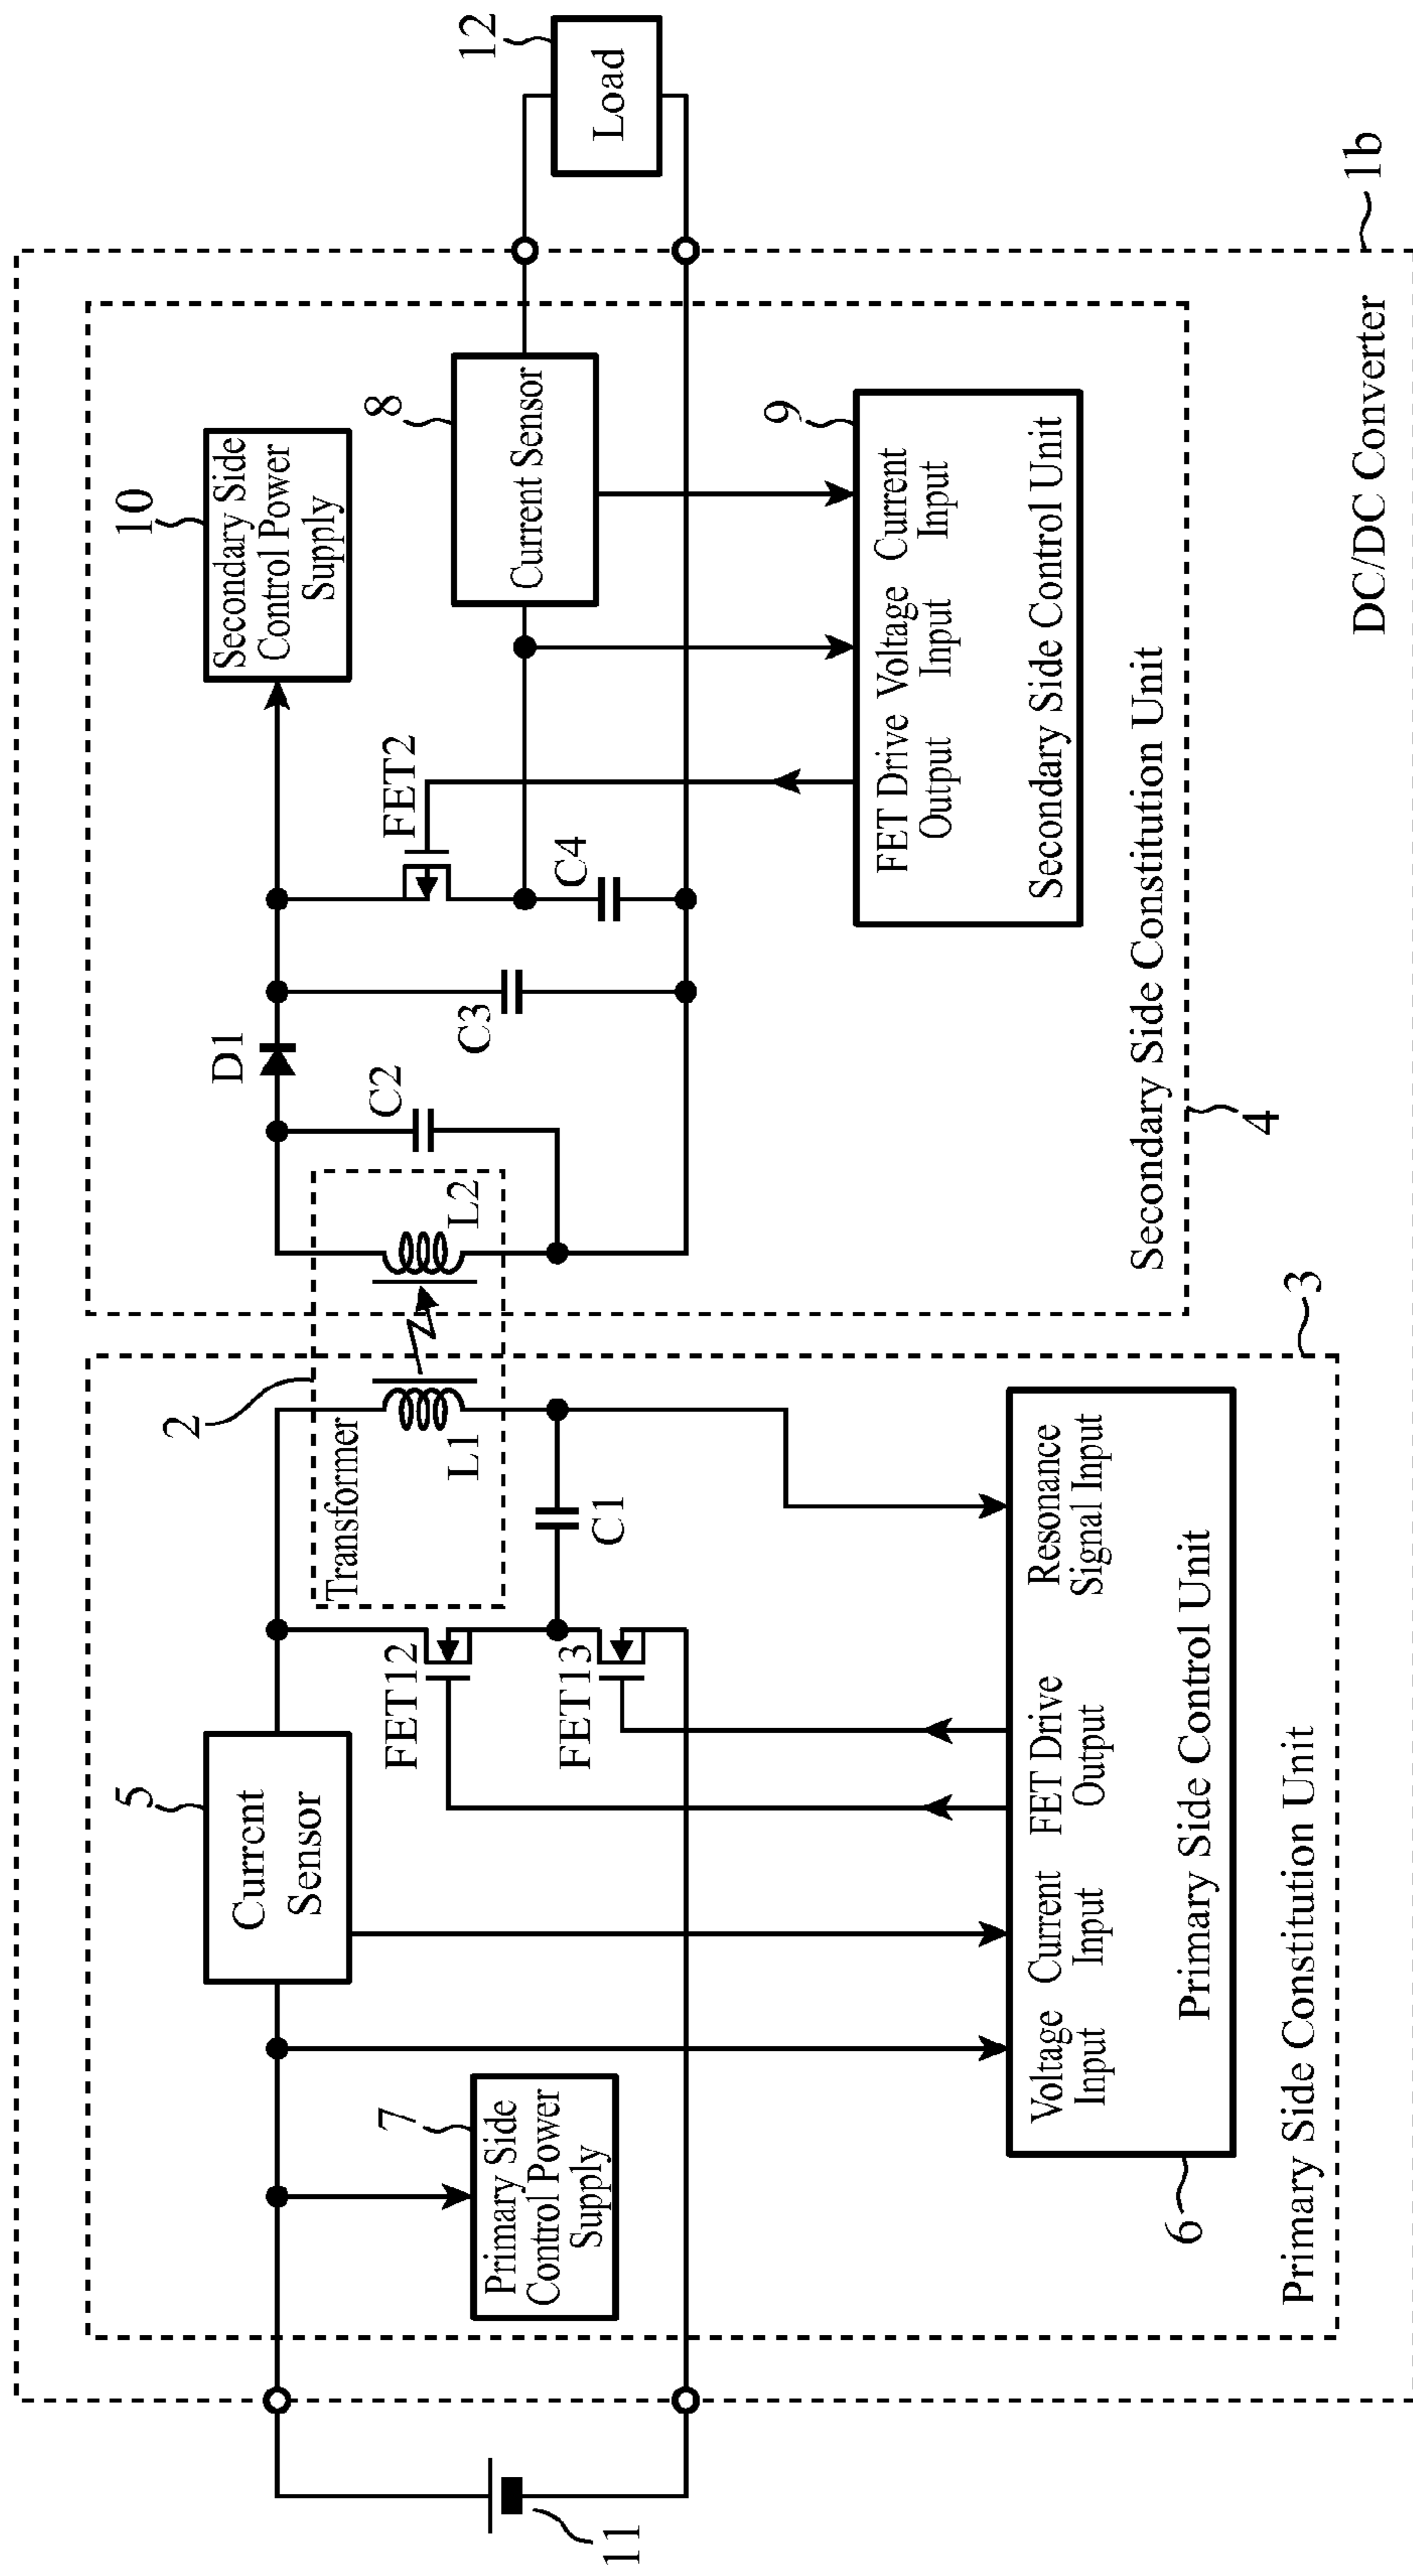 DC/DC Converter
1b
11
Primary Side Constitution Unit
3
5
Current
Sensor
7
Primary Side
Control Power
Supply
2
Transformer
L1
L2
FET12
FET13
C1
Voltage
Input
Current
Input
FET Drive
Output
Resonance
Signal Input
Primary Side Control Unit
6
Secondary Side Constitution Unit
4
10
Secondary Side
Control Power
Supply
D1
C2
C3
C4
FET2
8
Current Sensor
9
FET Drive
Output
Voltage
Input
Current
Input
Secondary Side Control Unit
12
Load